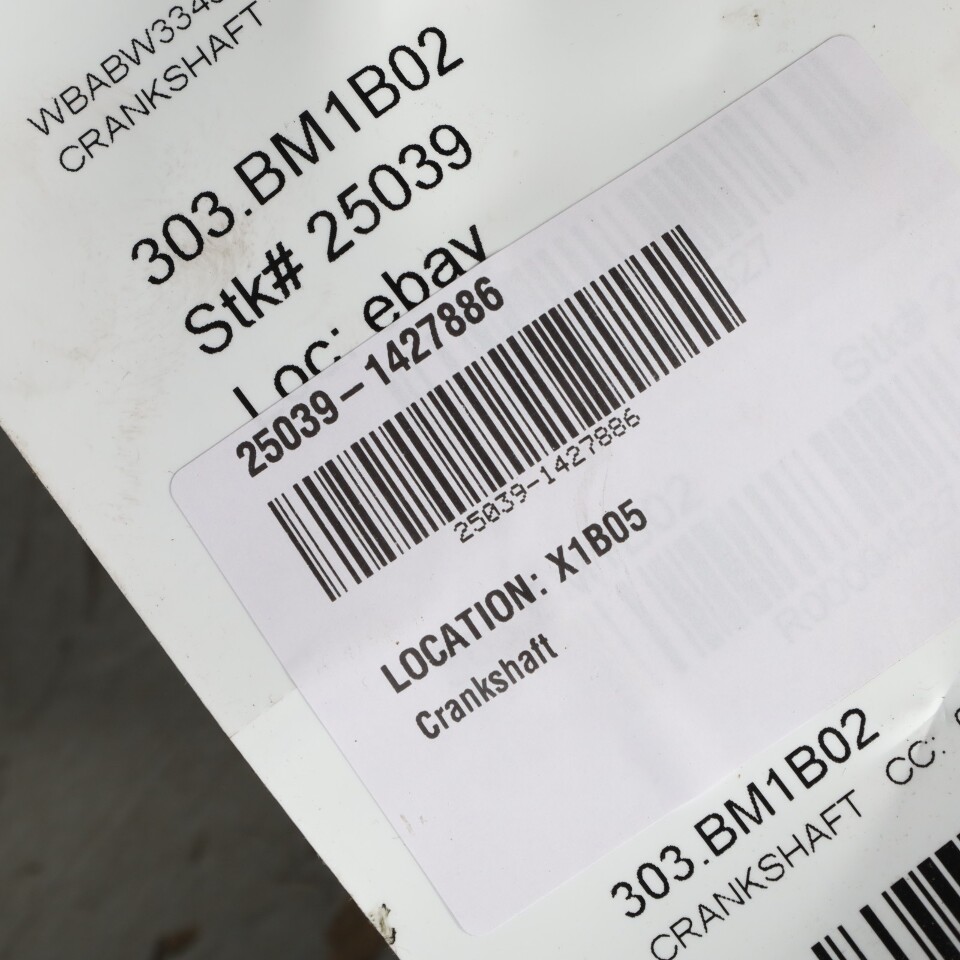 WBABW334
CRANKSHAFT
303.BM1B02
Stk# 25039
Loc: ebay
25039-1427886
25039-1427886
LOCATION: X1B05
Crankshaft
303.BM1B02
CRANKSHAFT CC: